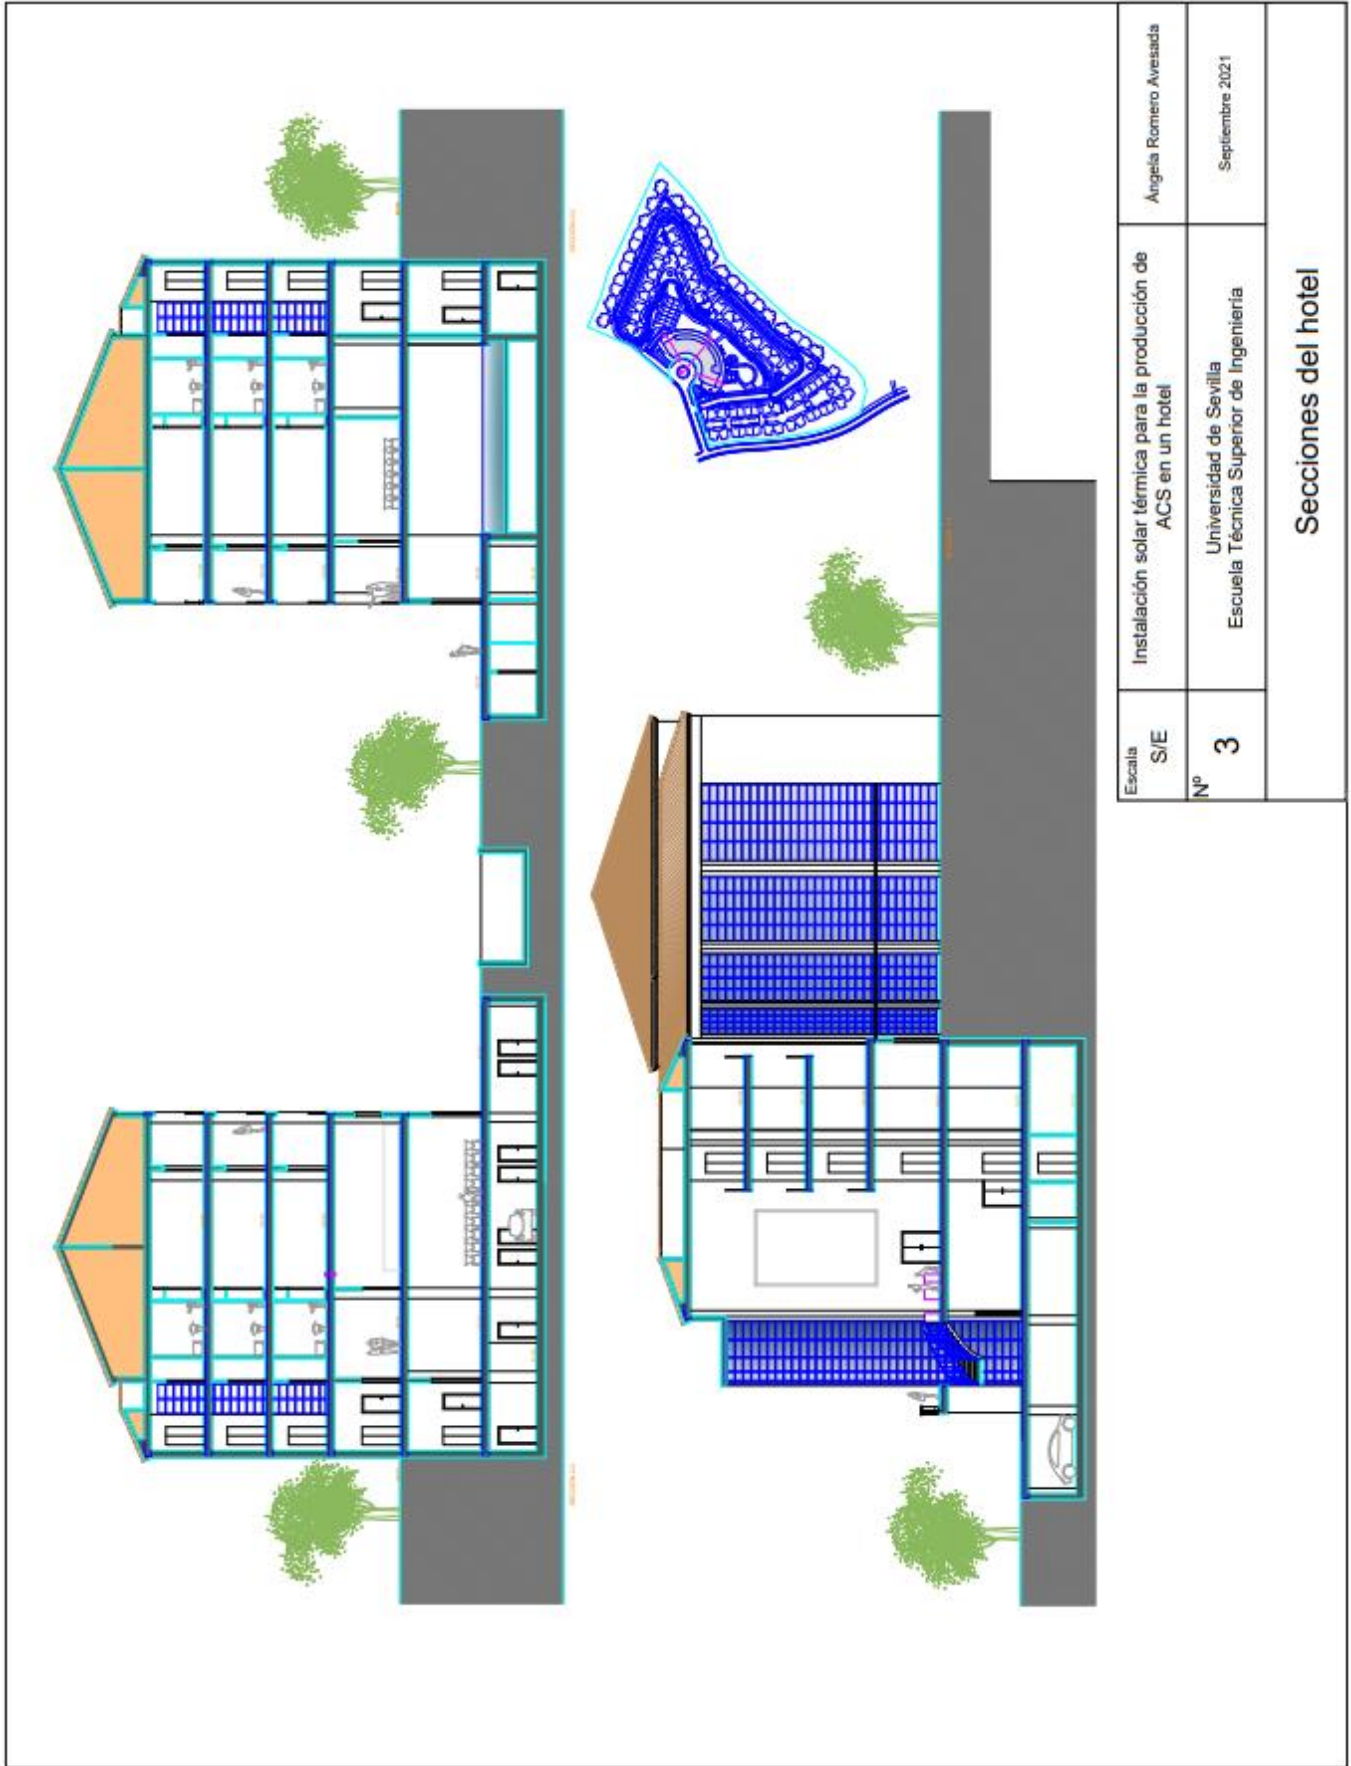 Escala
S/E
Instalación solar térmica para la producción de
ACS en un hotel
Ángela Romero Avesada
Nº
3
Universidad de Sevilla
Escuela Técnica Superior de Ingeniería
Septiembre 2021
Secciones del hotel